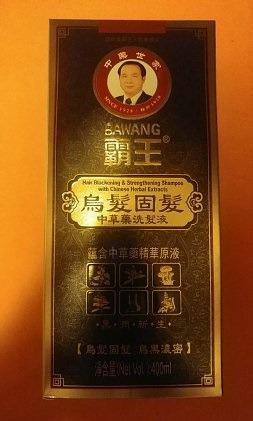 中藥世家
SINCE 1979
BAWANG
霸王®
Hair Blackening & Strengthening Shampoo
with Chinese Herbal Extracts
烏髮固髮
中草藥洗髮液
蘊含中草藥精華原液
【烏髮固髮 烏黑濃密】
淨含量(Net Vol.):400ml